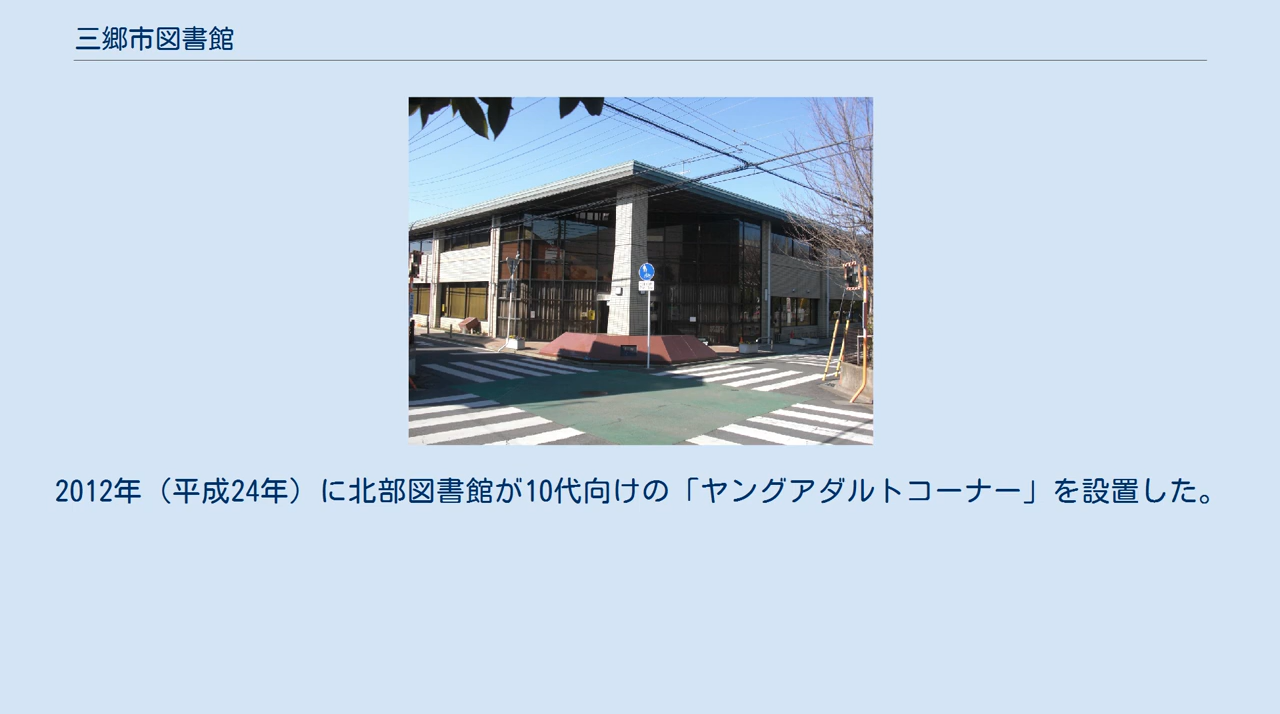 三郷市図書館
2012年（平成24年）に北部図書館が10代向けの「ヤングアダルトコーナー」を設置した。